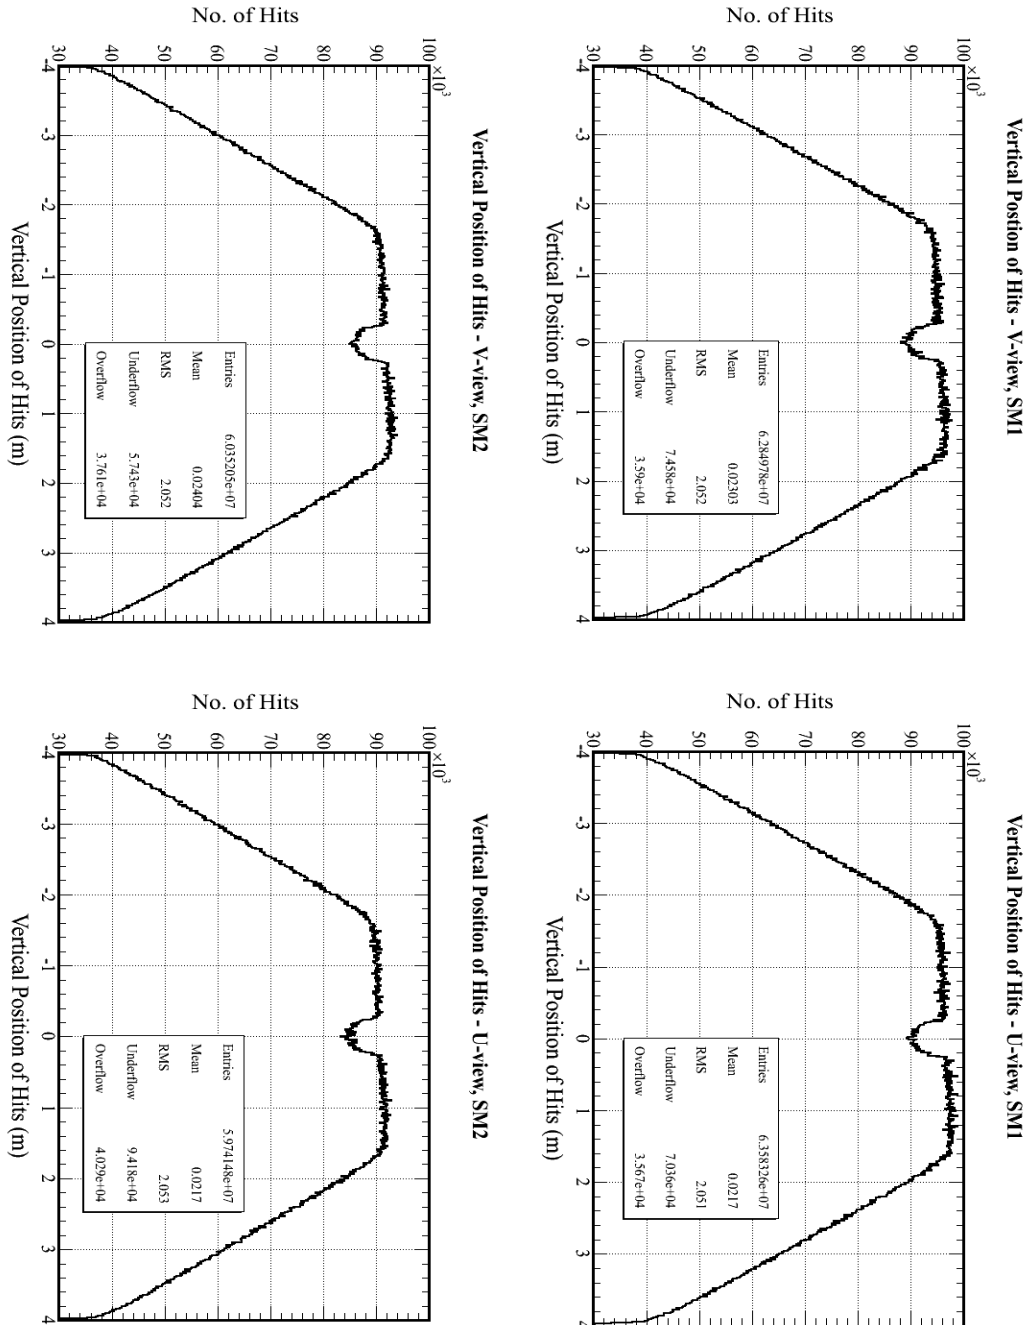 Vertical Postion of Hits - V-view, SM1
×10³
100
90
80
70
60
50
40
30
No. of Hits
-4
-3
-2
-1
0
1
2
3
4
Vertical Position of Hits (m)
Entries 6.284978e+07
Mean 0.02303
RMS 2.052
Underflow 7.458e+04
Overflow 3.59e+04
Vertical Position of Hits - U-view, SM1
×10³
100
90
80
70
60
50
40
30
No. of Hits
-4
-3
-2
-1
0
1
2
3
4
Vertical Position of Hits (m)
Entries 6.358326e+07
Mean 0.0217
RMS 2.051
Underflow 7.036e+04
Overflow 3.567e+04
Vertical Position of Hits - V-view, SM2
×10³
100
90
80
70
60
50
40
30
No. of Hits
-4
-3
-2
-1
0
1
2
3
4
Vertical Position of Hits (m)
Entries 6.035205e+07
Mean 0.02404
RMS 2.052
Underflow 5.743e+04
Overflow 3.761e+04
Vertical Position of Hits - U-view, SM2
×10³
100
90
80
70
60
50
40
30
No. of Hits
-4
-3
-2
-1
0
1
2
3
4
Vertical Position of Hits (m)
Entries 5.974148e+07
Mean 0.0217
RMS 2.053
Underflow 9.418e+04
Overflow 4.029e+04